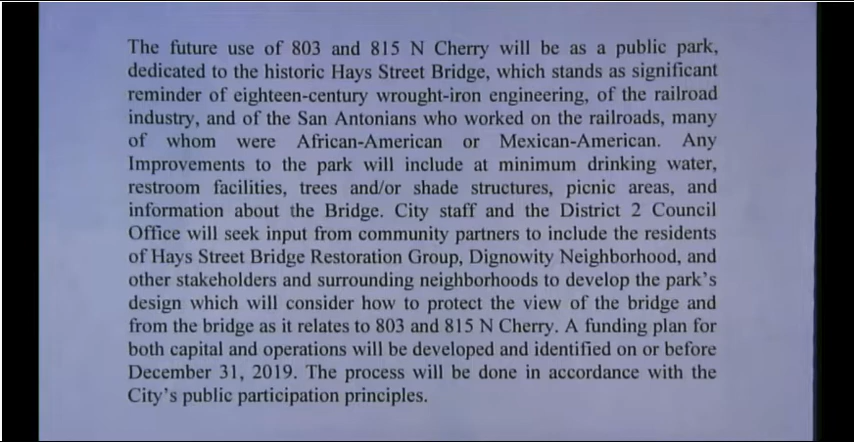 The future use of 803 and 815 N Cherry will be as a public park,
dedicated to the historic Hays Street Bridge, which stands as significant
reminder of eighteen-century wrought-iron engineering, of the railroad
industry, and of the San Antonians who worked on the railroads, many
of whom were African-American or Mexican-American. Any
Improvements to the park will include at minimum drinking water,
restroom facilities, trees and/or shade structures, picnic areas, and
information about the Bridge. City staff and the District 2 Council
Office will seek input from community partners to include the residents
of Hays Street Bridge Restoration Group, Dignowity Neighborhood, and
other stakeholders and surrounding neighborhoods to develop the park's
design which will consider how to protect the view of the bridge and
from the bridge as it relates to 803 and 815 N Cherry. A funding plan for
both capital and operations will be developed and identified on or before
December 31, 2019. The process will be done in accordance with the
City's public participation principles.